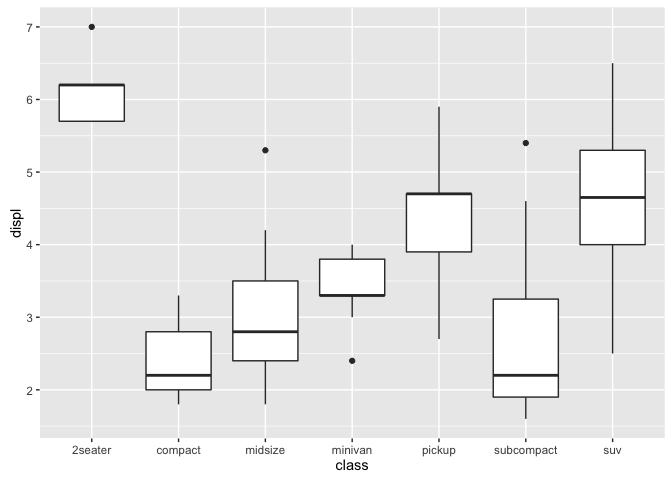 displ
7
6
5
4
3
2
2seater compact midsize minivan pickup subcompact suv
class